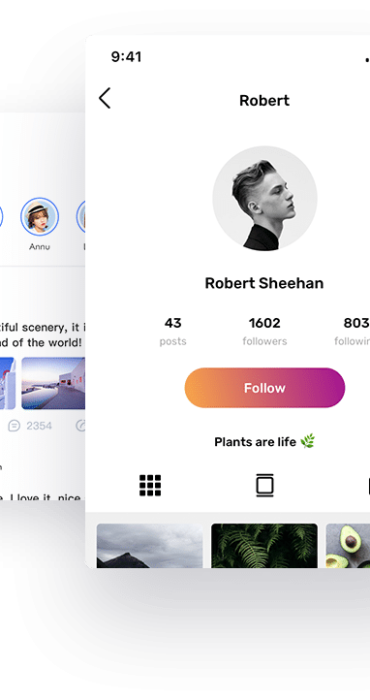 9:41
Robert
Robert Sheehan
43
1602
803
posts
followers
followin
Follow
Plants are life 🌿
Annu
tiful scenery, it i
d of the world!
2354
e, I love it, nice